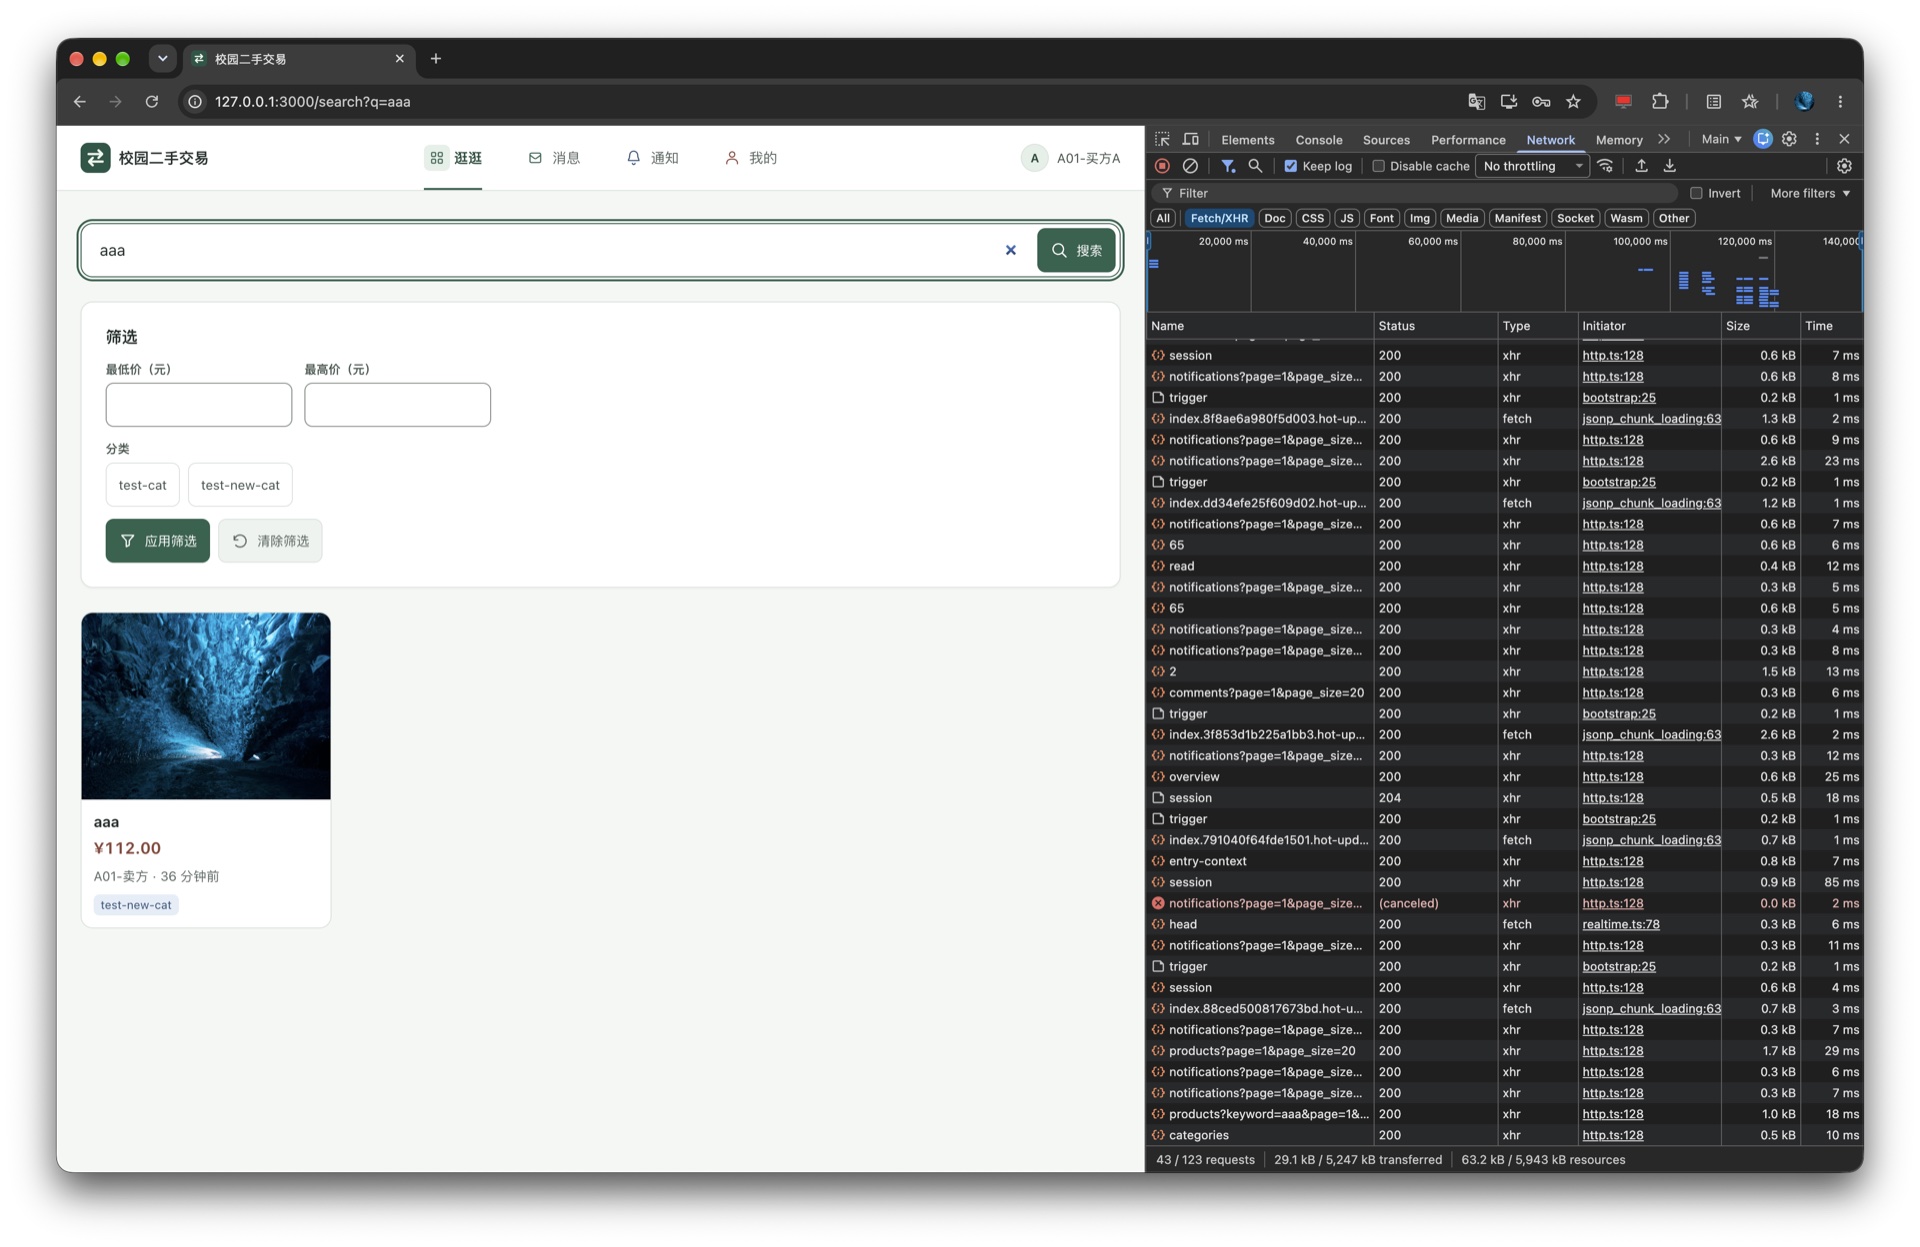 校园二手交易
127.0.0.1:3000/search?q=aaa
校园二手交易
逛逛
消息
通知
我的
A
A01-买方A
aaa
搜索
筛选
最低价（元）
最高价（元）
分类
test-cat
test-new-cat
应用筛选
清除筛选
aaa
¥112.00
A01-卖方 · 36 分钟前
test-new-cat
Elements Console Sources Performance Network Memory Main
Keep log Disable cache No throttling
Filter Invert More filters
All Fetch/XHR Doc CSS JS Font Img Media Manifest Socket Wasm Other
20,000 ms 40,000 ms 60,000 ms 80,000 ms 100,000 ms 120,000 ms 140,000
Name Status Type Initiator Size Time
session 200 xhr http.ts:128 0.6 kB 7 ms
notifications?page=1&page_size... 200 xhr http.ts:128 0.6 kB 8 ms
trigger 200 xhr bootstrap:25 0.2 kB 1 ms
index.8f8ae6a980f5d003.hot-up... 200 fetch jsonp_chunk_loading:63 1.3 kB 2 ms
notifications?page=1&page_size... 200 xhr http.ts:128 0.6 kB 9 ms
notifications?page=1&page_size... 200 xhr http.ts:128 2.6 kB 23 ms
trigger 200 xhr bootstrap:25 0.2 kB 1 ms
index.dd34efe25f609d02.hot-up... 200 fetch jsonp_chunk_loading:63 1.2 kB 1 ms
notifications?page=1&page_size... 200 xhr http.ts:128 0.6 kB 7 ms
65 200 xhr http.ts:128 0.6 kB 6 ms
read 200 xhr http.ts:128 0.4 kB 12 ms
notifications?page=1&page_size... 200 xhr http.ts:128 0.3 kB 5 ms
65 200 xhr http.ts:128 0.6 kB 5 ms
notifications?page=1&page_size... 200 xhr http.ts:128 0.3 kB 4 ms
notifications?page=1&page_size... 200 xhr http.ts:128 0.3 kB 8 ms
2 200 xhr http.ts:128 1.5 kB 13 ms
comments?page=1&page_size=20 200 xhr http.ts:128 0.3 kB 6 ms
trigger 200 xhr bootstrap:25 0.2 kB 1 ms
index.3f853d1b225a1bb3.hot-up... 200 fetch jsonp_chunk_loading:63 2.6 kB 2 ms
notifications?page=1&page_size... 200 xhr http.ts:128 0.3 kB 12 ms
overview 200 xhr http.ts:128 0.6 kB 25 ms
session 204 xhr http.ts:128 0.5 kB 18 ms
trigger 200 xhr bootstrap:25 0.2 kB 1 ms
index.791040f64fde1501.hot-upd... 200 fetch jsonp_chunk_loading:63 0.7 kB 1 ms
entry-context 200 xhr http.ts:128 0.8 kB 7 ms
session 200 xhr http.ts:128 0.9 kB 85 ms
notifications?page=1&page_size... (canceled) xhr http.ts:128 0.0 kB 2 ms
head 200 fetch realtime.ts:78 0.3 kB 6 ms
notifications?page=1&page_size... 200 xhr http.ts:128 0.3 kB 11 ms
trigger 200 xhr bootstrap:25 0.2 kB 1 ms
session 200 xhr http.ts:128 0.6 kB 4 ms
index.88ced500817673bd.hot-u... 200 fetch jsonp_chunk_loading:63 0.7 kB 3 ms
notifications?page=1&page_size... 200 xhr http.ts:128 0.3 kB 7 ms
products?page=1&page_size=20 200 xhr http.ts:128 1.7 kB 29 ms
notifications?page=1&page_size... 200 xhr http.ts:128 0.3 kB 6 ms
notifications?page=1&page_size... 200 xhr http.ts:128 0.3 kB 7 ms
products?keyword=aaa&page=1&... 200 xhr http.ts:128 1.0 kB 18 ms
categories 200 xhr http.ts:128 0.5 kB 10 ms
43 / 123 requests 29.1 kB / 5,247 kB transferred 63.2 kB / 5,943 kB resources